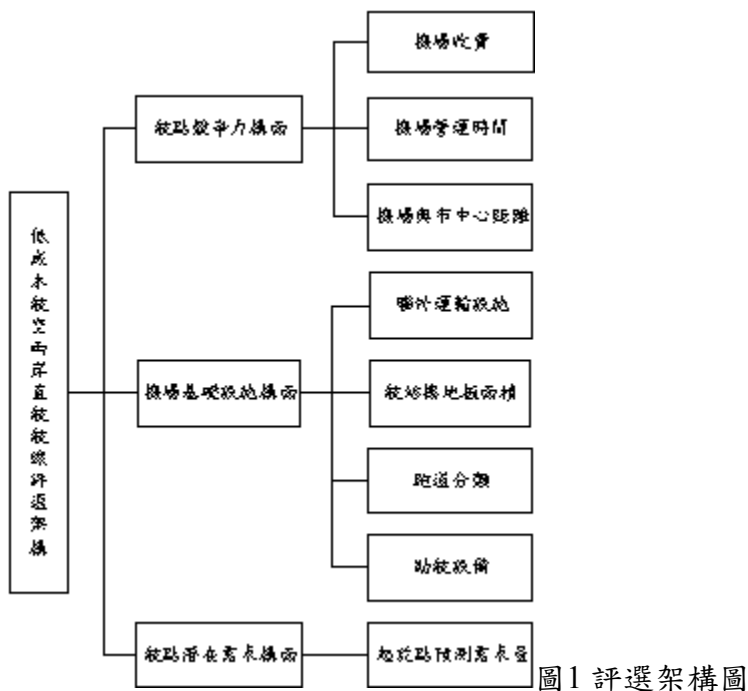 低成本航空兩岸直航航線評選架構
航點競爭力構面
機場收費
機場營運時間
機場與市中心距離
機場基礎設施構面
聯外運輸設施
航站樓地板面積
跑道分類
助航設備
航點潛在需求構面
起訖點預測需求量
圖1 評選架構圖